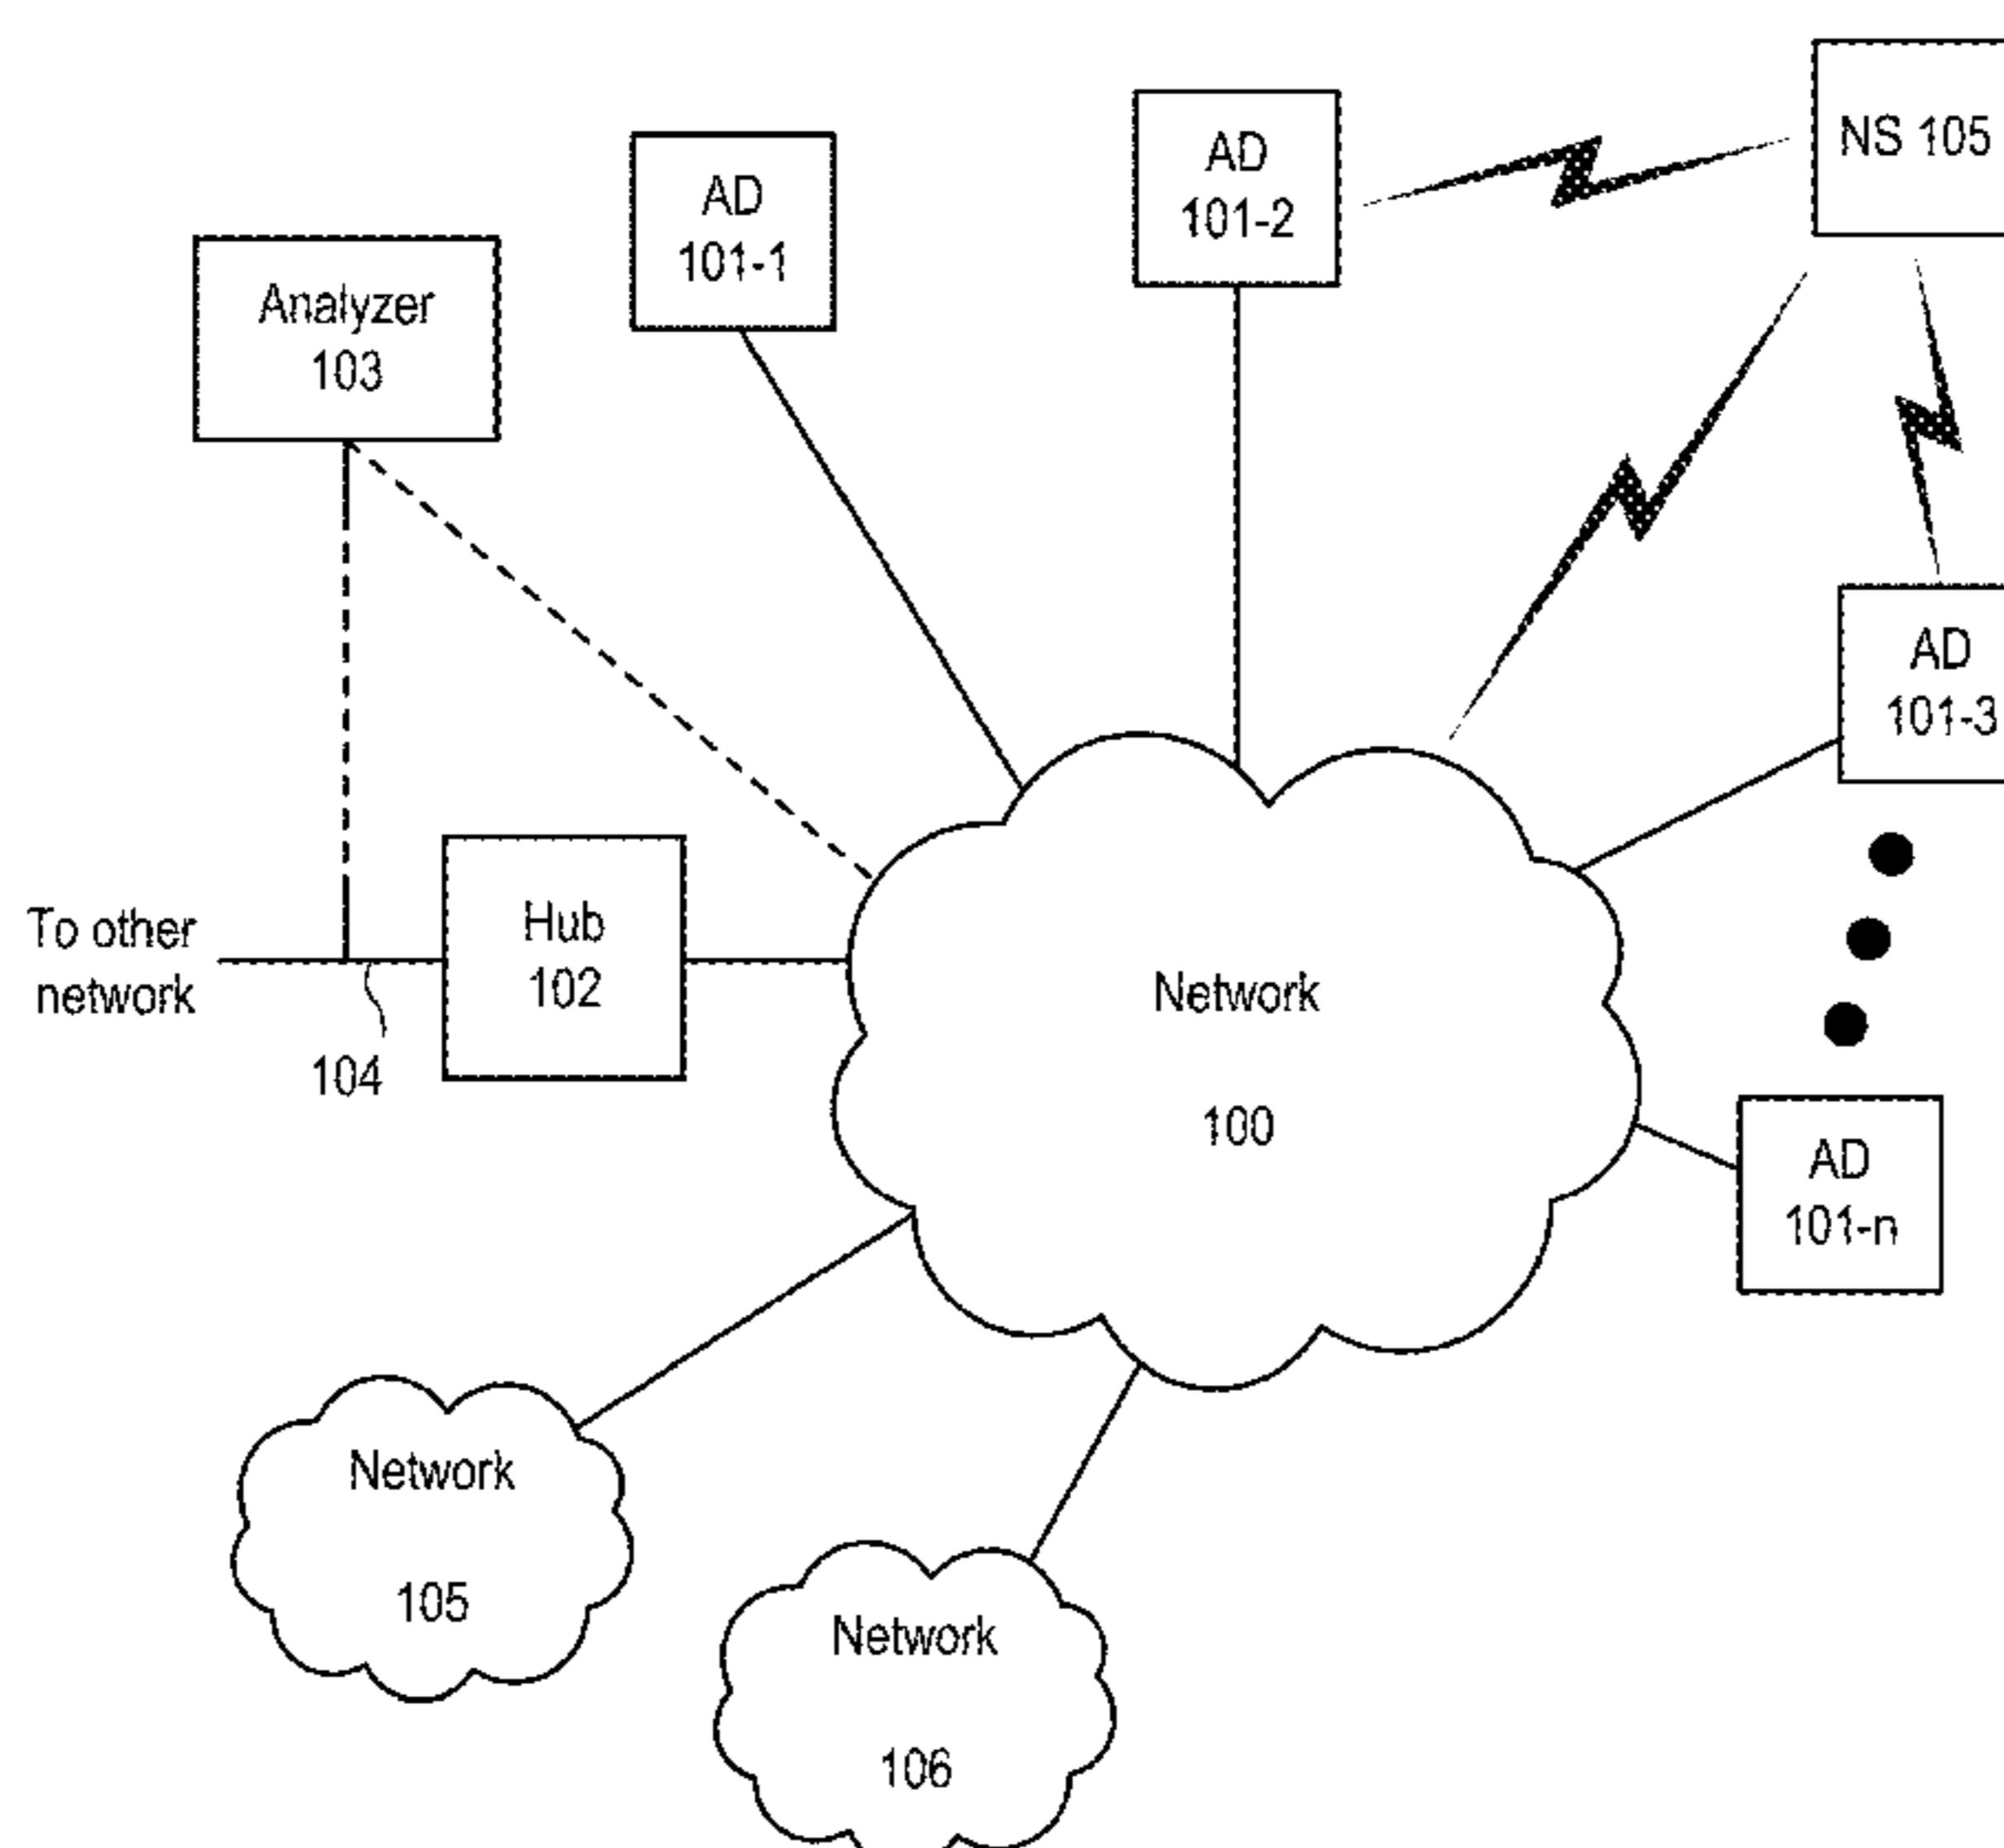 NS 105
AD
101-2
AD
101-1
Analyzer
103
AD
101-3
To other
network
Hub
102
104
Network
100
AD
101-n
Network
105
Network
106